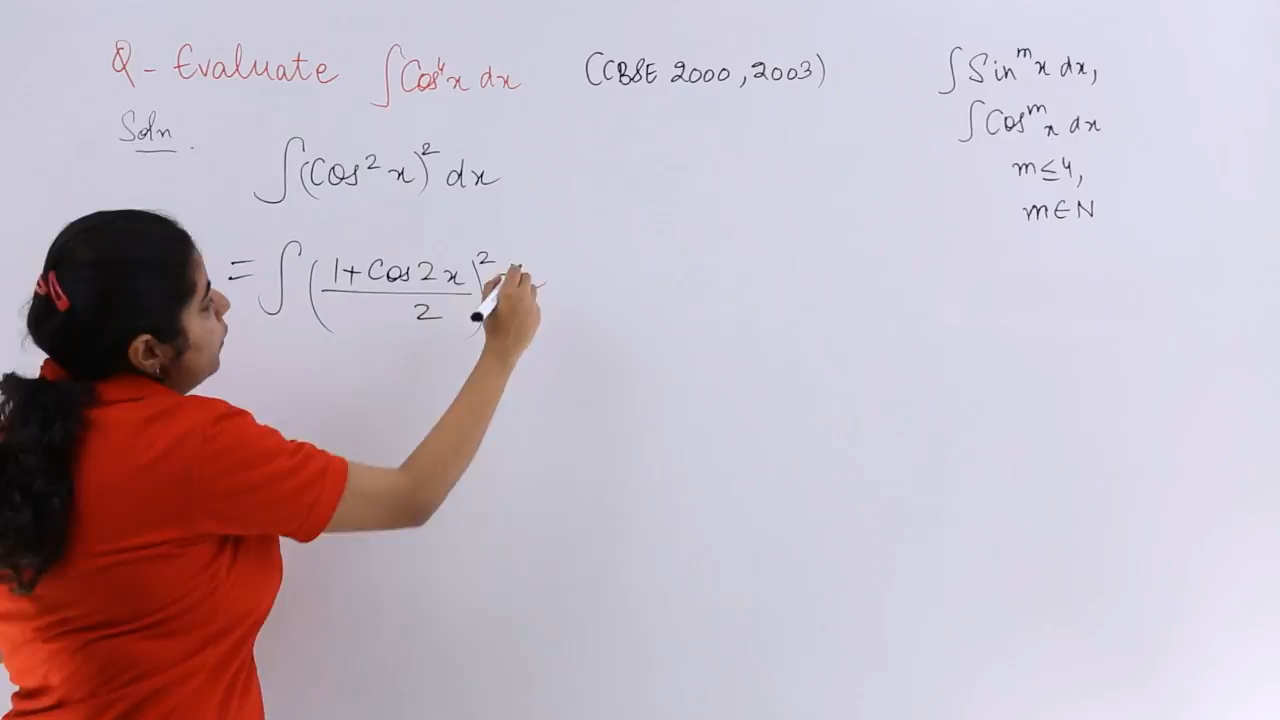 Q- Evaluate ∫Cos⁴x dx (CBSE 2000, 2003)
Soln.
∫(Cos²x)² dx
= ∫(1+Cos2x/2)²
∫Sinᵐx dx,
∫Cosᵐx dx
m≤4,
m∈N